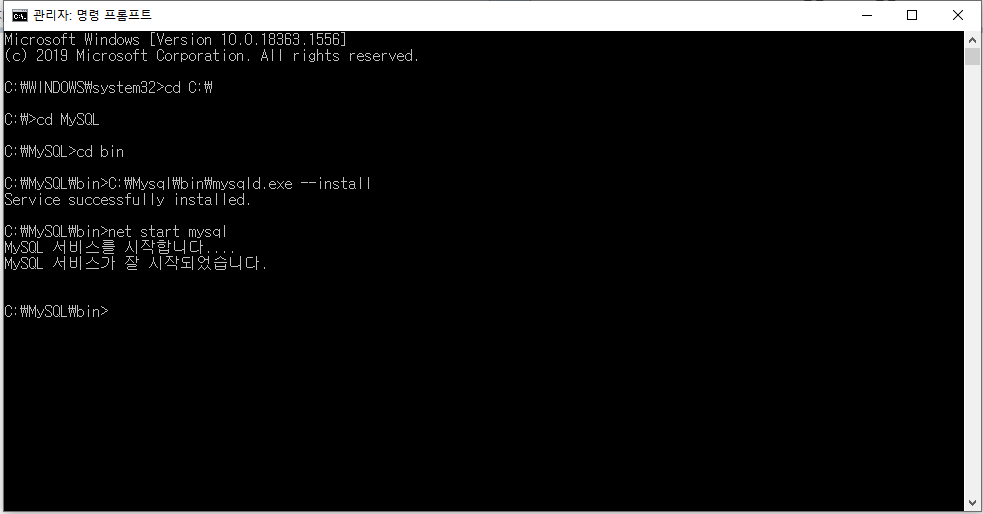 관리자: 명령 프롬프트
Microsoft Windows [Version 10.0.18363.1556]
(c) 2019 Microsoft Corporation. All rights reserved.
C:₩WINDOWS₩system32>cd C:₩
C:₩>cd MySQL
C:₩MySQL>cd bin
C:₩MySQL₩bin>C:₩Mysql₩bin₩mysqld.exe --install
Service successfully installed.
C:₩MySQL₩bin>net start mysql
MySQL 서비스를 시작합니다....
MySQL 서비스가 잘 시작되었습니다.
C:₩MySQL₩bin>